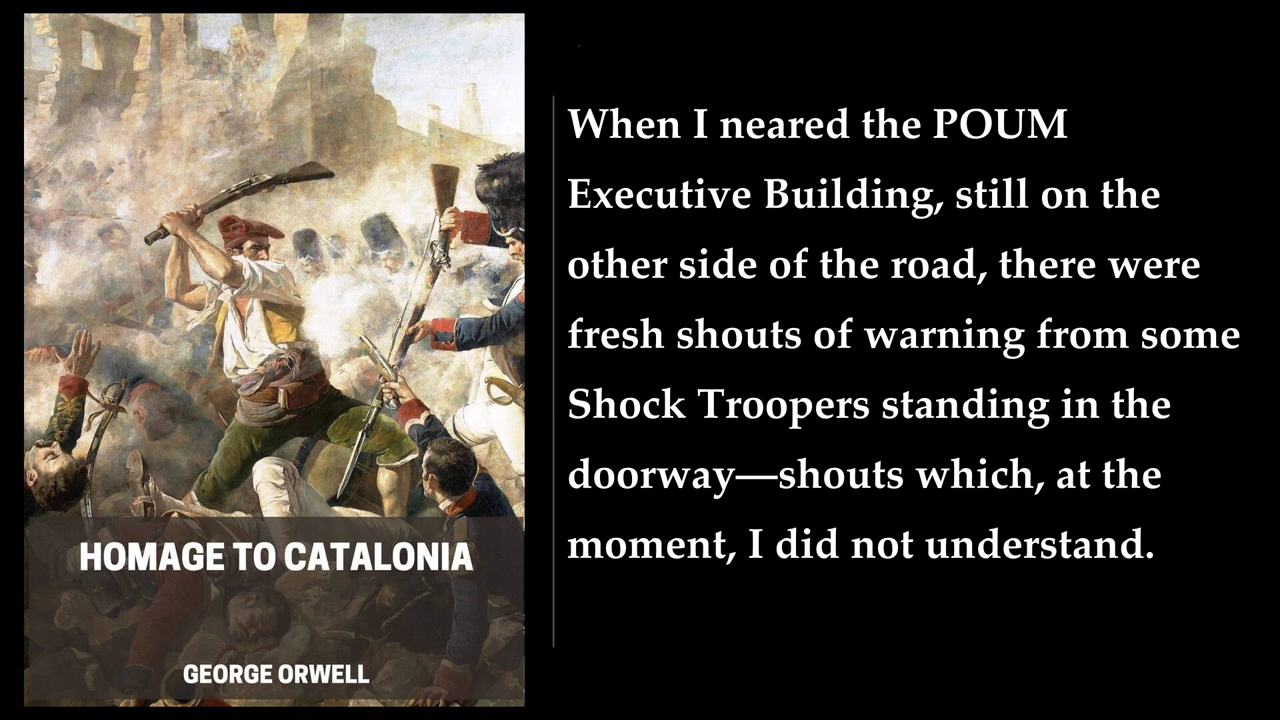 HOMAGE TO CATALONIA
GEORGE ORWELL
When I neared the POUM
Executive Building, still on the
other side of the road, there were
fresh shouts of warning from some
Shock Troopers standing in the
doorway—shouts which, at the
moment, I did not understand.